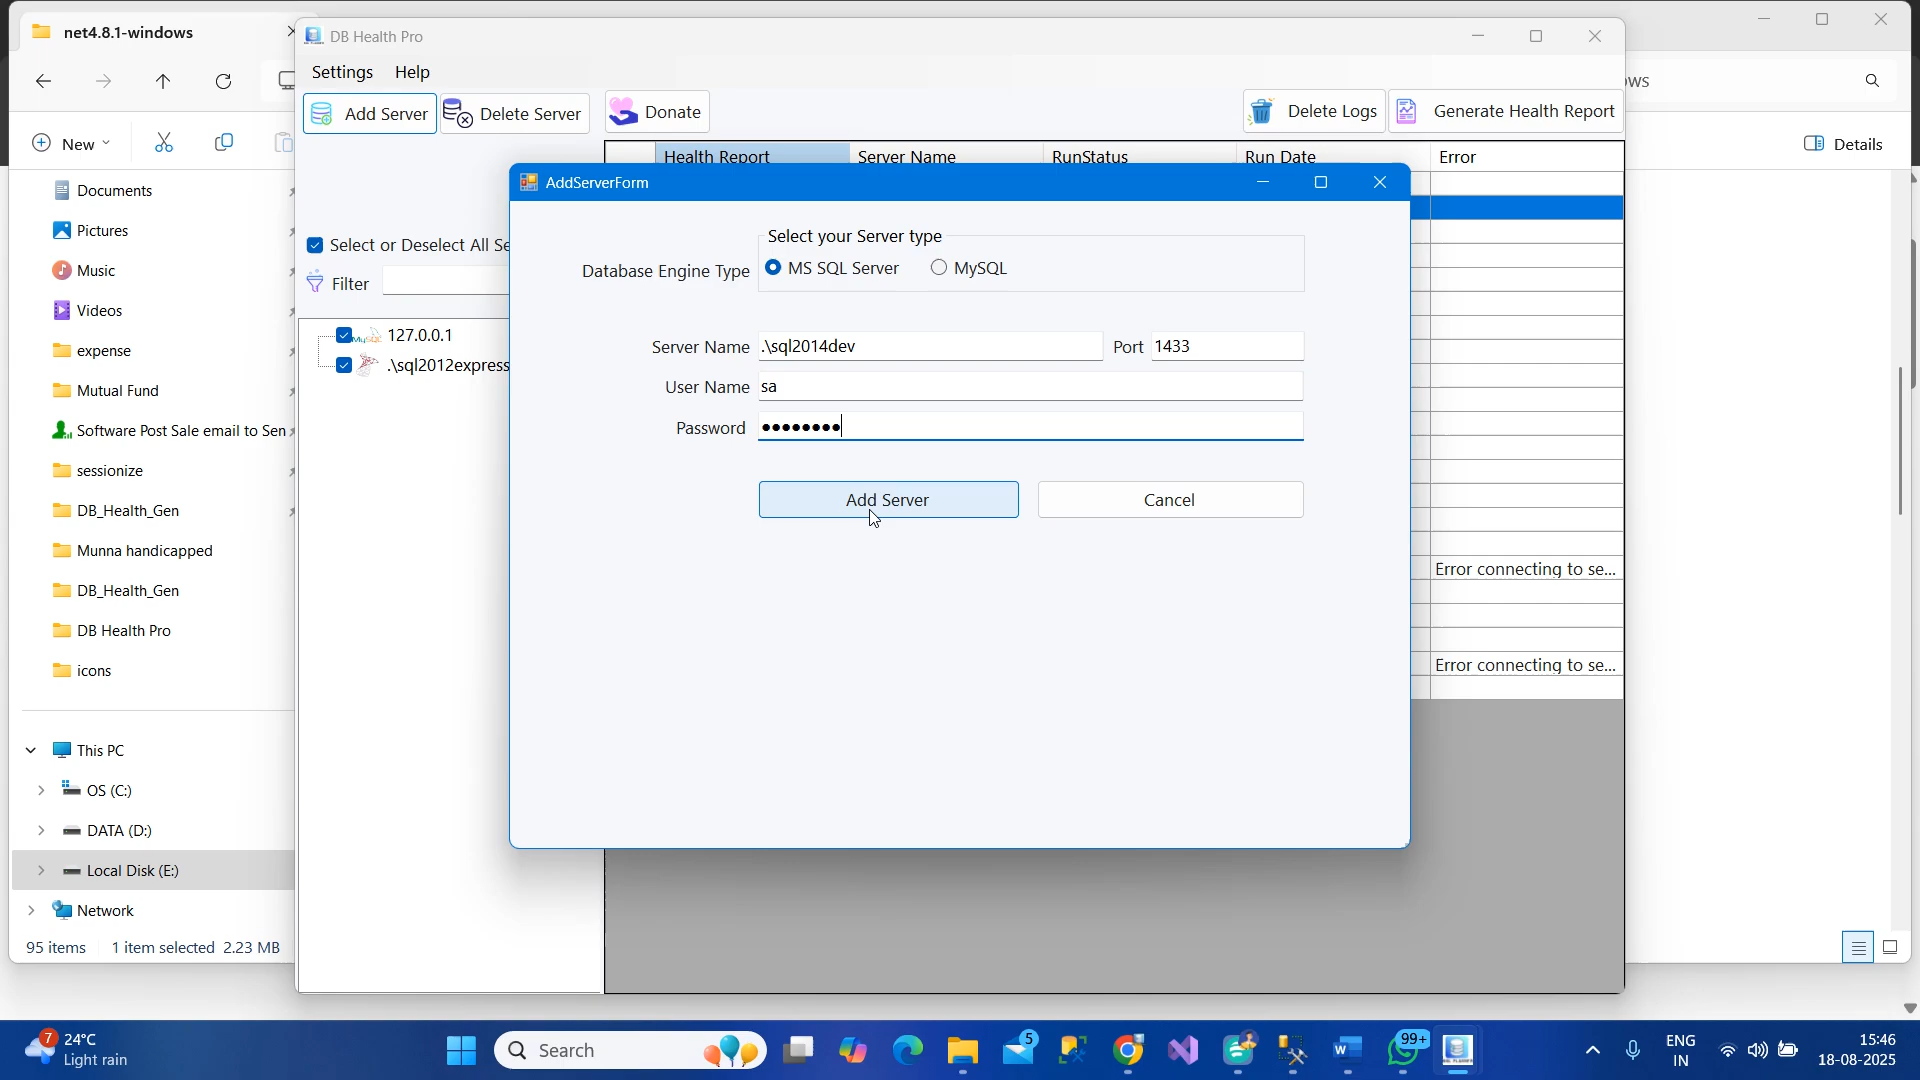 net4.8.1-windows
DB Health Pro
Settings Help
Add Server Delete Server Donate Delete Logs Generate Health Report
New
Details
Health Report Server Name RunStatus Run Date Error
AddServerForm
Select your Server type
Database Engine Type MS SQL Server MySQL
Server Name .\sql2014dev Port 1433
User Name sa
Password ••••••••
Add Server Cancel
Select or Deselect All Se
Filter
MySQL 127.0.0.1
.\sql2012express
Error connecting to se...
Error connecting to se...
Documents
Pictures
Music
Videos
expense
Mutual Fund
Software Post Sale email to Sen
sessionize
DB_Health_Gen
Munna handicapped
DB_Health_Gen
DB Health Pro
icons
This PC
OS (C:)
DATA (D:)
Local Disk (E:)
Network
95 items 1 item selected 2.23 MB
7 24°C
Light rain
Search
5
99+
ENG
IN
15:46
18-08-2025